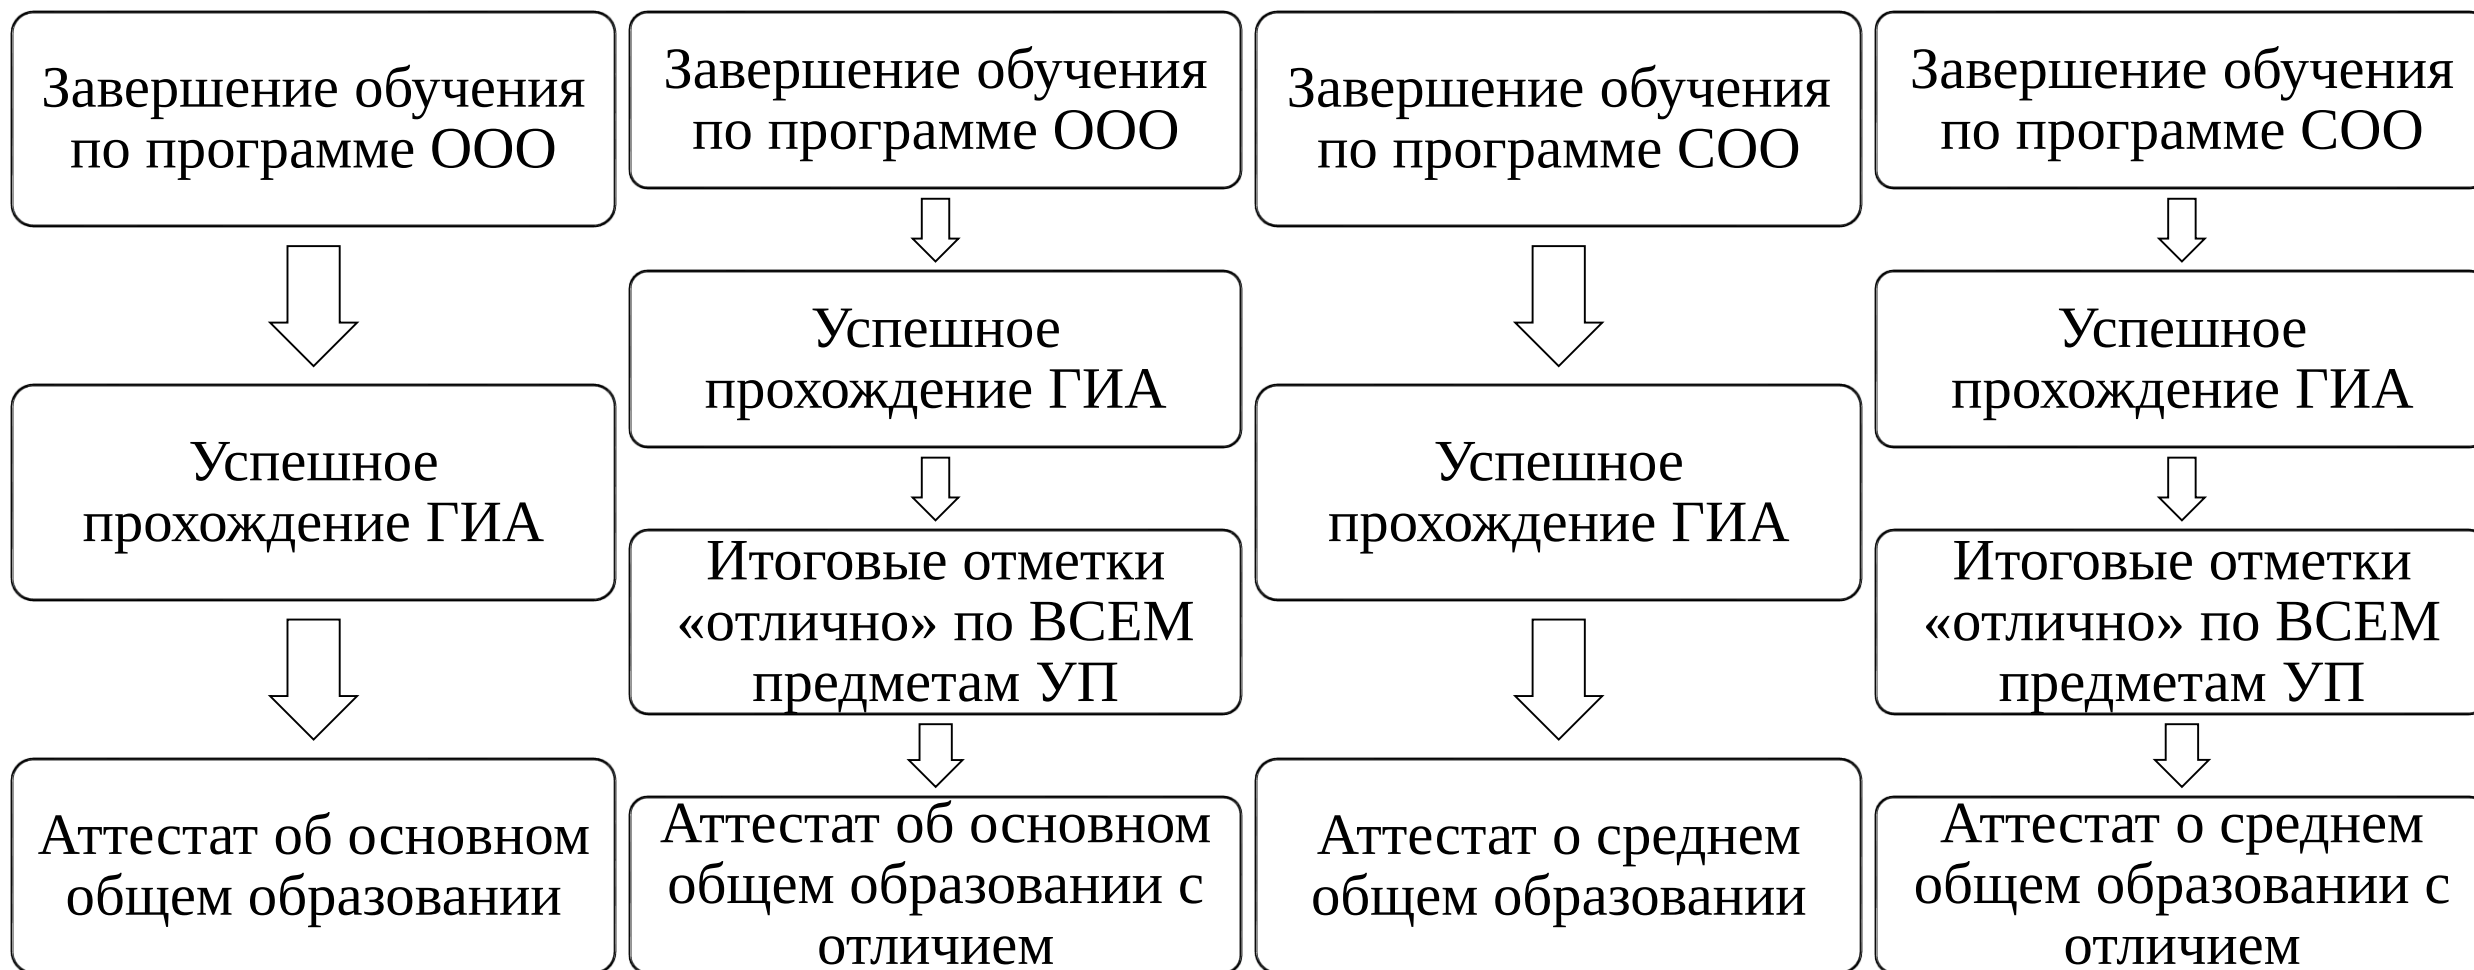 Завершение обучения
по программе ООО
Успешное
прохождение ГИА
Аттестат об основном
общем образовании
Завершение обучения
по программе ООО
Успешное
прохождение ГИА
Итоговые отметки
«отлично» по ВСЕМ
предметам УП
Аттестат об основном
общем образовании с
отличием
Завершение обучения
по программе СОО
Успешное
прохождение ГИА
Аттестат о среднем
общем образовании
Завершение обучения
по программе СОО
Успешное
прохождение ГИА
Итоговые отметки
«отлично» по ВСЕМ
предметам УП
Аттестат о среднем
общем образовании с
отличием